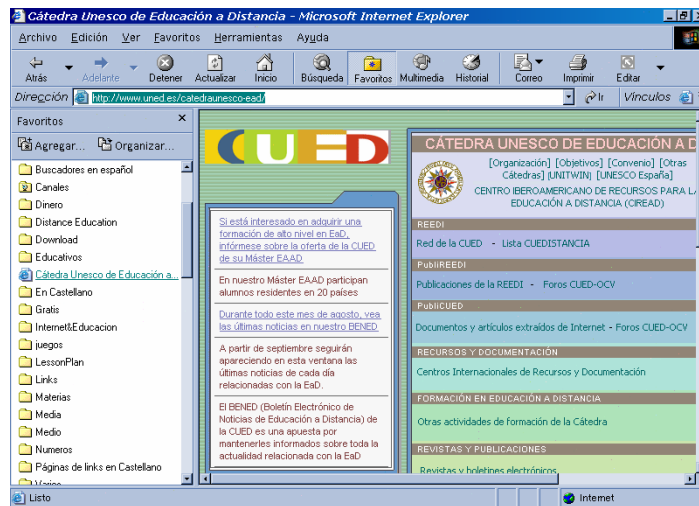 Cátedra Unesco de Educación a Distancia - Microsoft Internet Explorer
Archivo Edición Ver Favoritos Herramientas Ayuda
Atrás Adelante Detener Actualizar Inicio Búsqueda Favoritos Multimedia Historial Correo Imprimir Editar
Dirección http://www.uned.es/catedraunesco-ead/ Ir Vínculos
Favoritos
Agregar... Organizar...
Buscadores en español
Canales
Dinero
Distance Education
Download
Educativos
Cátedra Unesco de Educación a...
En Castellano
Gratis
Internet&Educacion
juegos
LessonPlan
Links
Materias
Media
Medio
Numeros
Páginas de links en Castellano
Varios
CUED
Si está interesado en adquirir una
formación de alto nivel en EaD,
infórmese sobre la oferta de la CUED
de su Máster EAAD
En nuestro Máster EAAD participan
alumnos residentes en 20 países
Durante todo este mes de agosto, vea
las últimas noticias en nuestro BENED
A partir de septiembre seguirán
apareciendo en esta ventana las
últimas noticias de cada día
relacionadas con la EaD.
El BENED (Boletín Electrónico de
Noticias de Educación a Distancia) de
la CUED es una apuesta por
mantenerles informados sobre toda la
actualidad relacionada con la EaD
CÁTEDRA UNESCO DE EDUCACIÓN A D
[Organización] [Objetivos] [Convenio] [Otras
Cátedras] [UNITWIN) [UNESCO España]
CENTRO IBEROAMERICANO DE RECURSOS PARA LA
EDUCACIÓN A DISTANCIA (CIREAD)
REEDI
Red de la CUED - Lista CUEDISTANCIA
PubliREEDI
Publicaciones de la REEDI - Foros CUED-OCV
PubliCUED
Documentos y artículos extraídos de Internet - Foros CUED-OCV
RECURSOS Y DOCUMENTACIÓN
Centros Internacionales de Recursos y Documentación
FORMACIÓN EN EDUCACIÓN A DISTANCIA
Otras actividades de formación de la Cátedra
REVISTAS Y PUBLICACIONES
Revistas y boletines electrónicos
Listo Internet